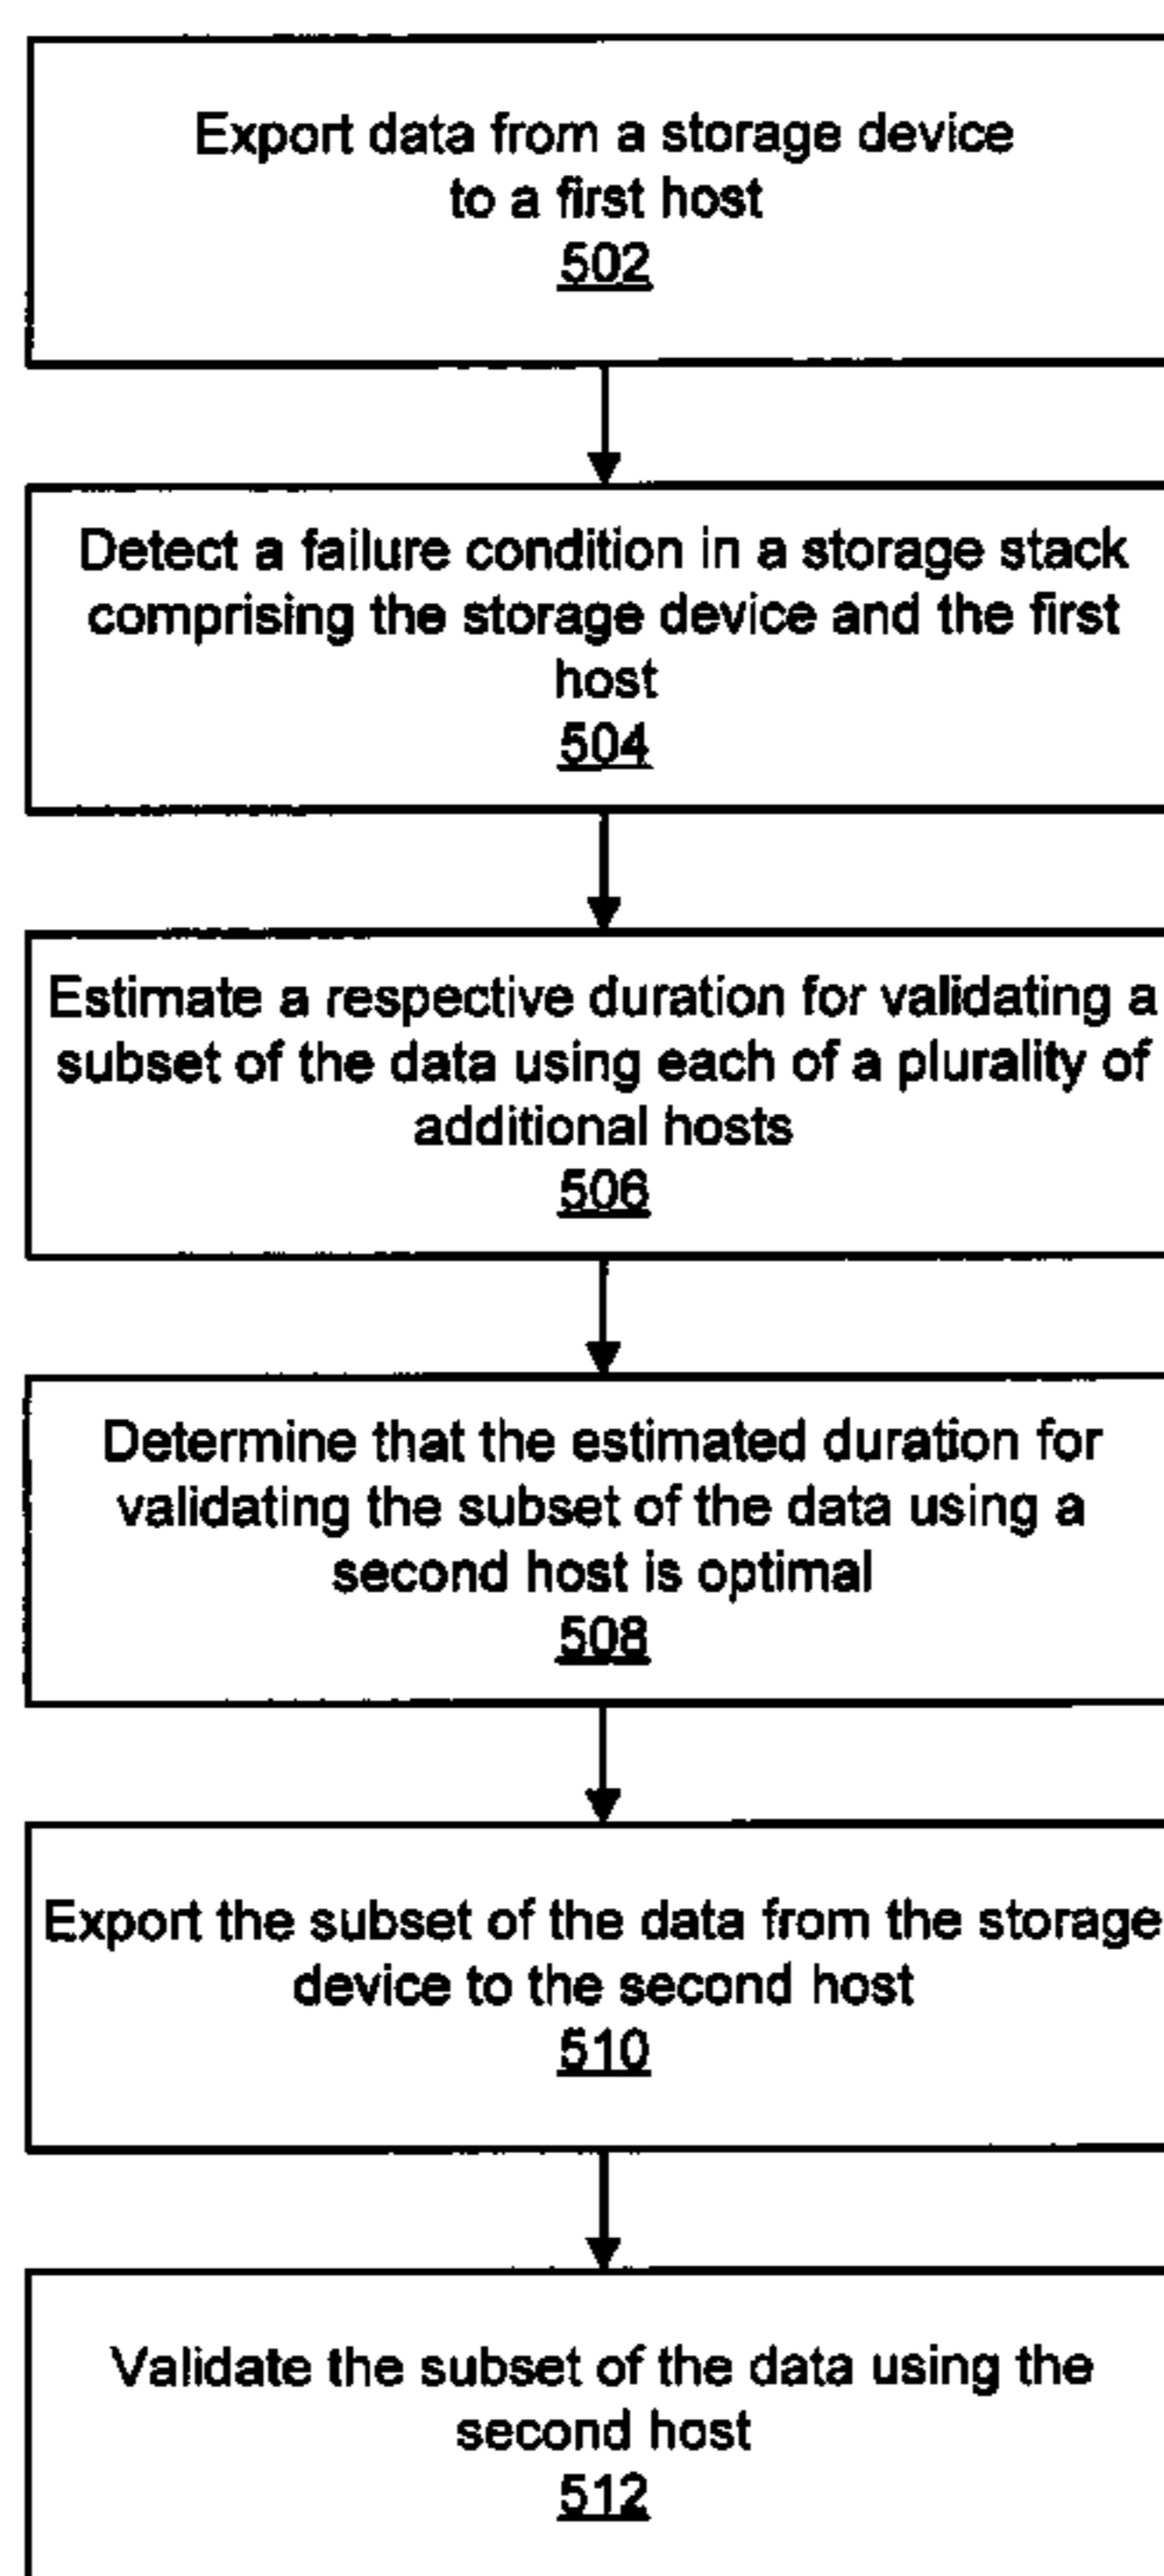 Export data from a storage device
to a first host
502
Detect a failure condition in a storage stack
comprising the storage device and the first
host
504
Estimate a respective duration for validating a
subset of the data using each of a plurality of
additional hosts
506
Determine that the estimated duration for
validating the subset of the data using a
second host is optimal
508
Export the subset of the data from the storage
device to the second host
510
Validate the subset of the data using the
second host
512